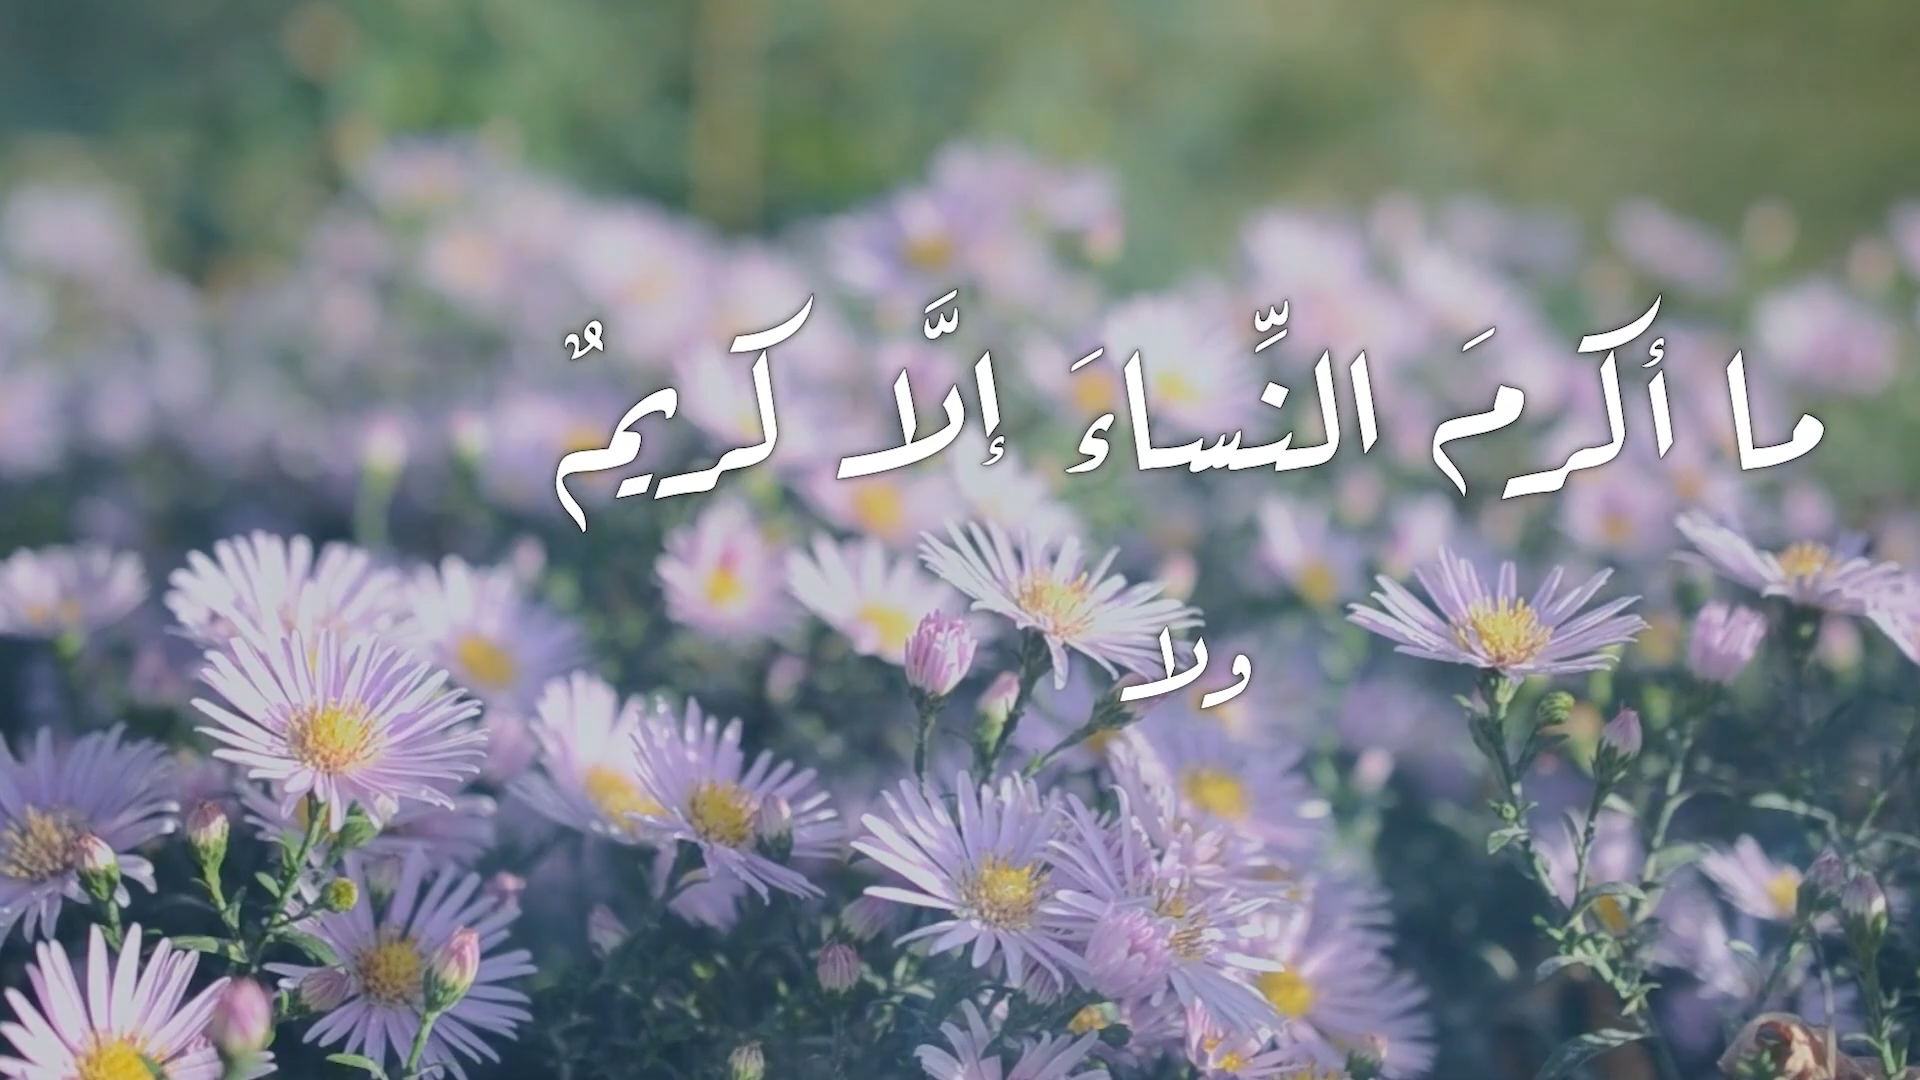 ما أكرمَ النِّساءَ إلَّا كريمٌ
ولا